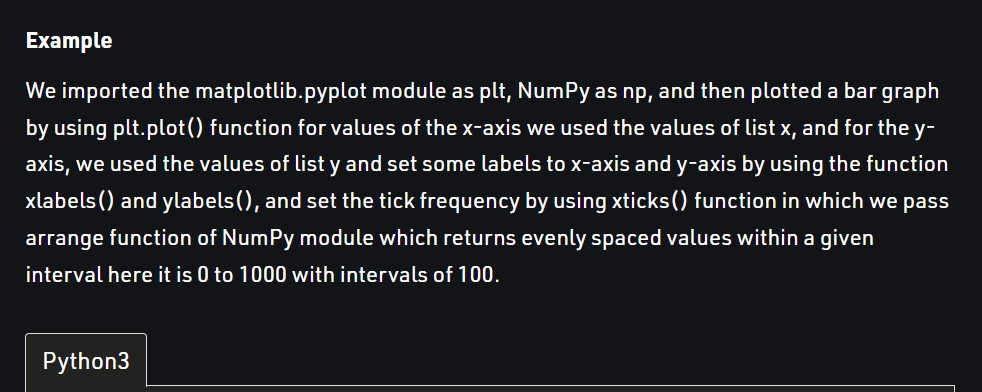 Example
We imported the matplotlib.pyplot module as plt, NumPy as np, and then plotted a bar graph
by using plt.plot() function for values of the x-axis we used the values of list x, and for the y-
axis, we used the values of list y and set some labels to x-axis and y-axis by using the function
xlabels() and ylabels(), and set the tick frequency by using xticks() function in which we pass
arrange function of NumPy module which returns evenly spaced values within a given
interval here it is 0 to 1000 with intervals of 100.
Python3